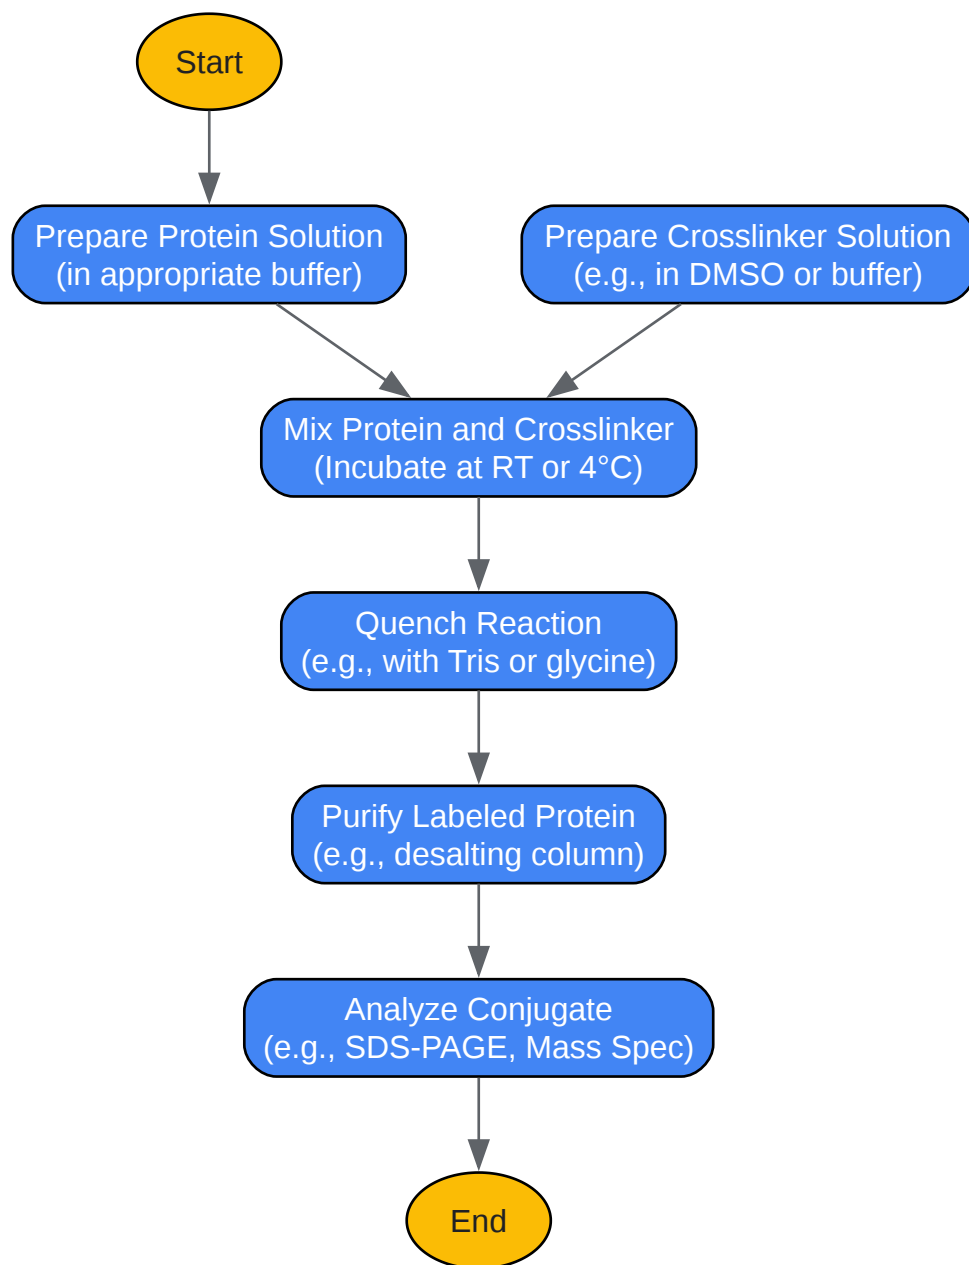 Start
Prepare Protein Solution
(in appropriate buffer)
Prepare Crosslinker Solution
(e.g., in DMSO or buffer)
Mix Protein and Crosslinker
(Incubate at RT or 4°C)
Quench Reaction
(e.g., with Tris or glycine)
Purify Labeled Protein
(e.g., desalting column)
Analyze Conjugate
(e.g., SDS-PAGE, Mass Spec)
End